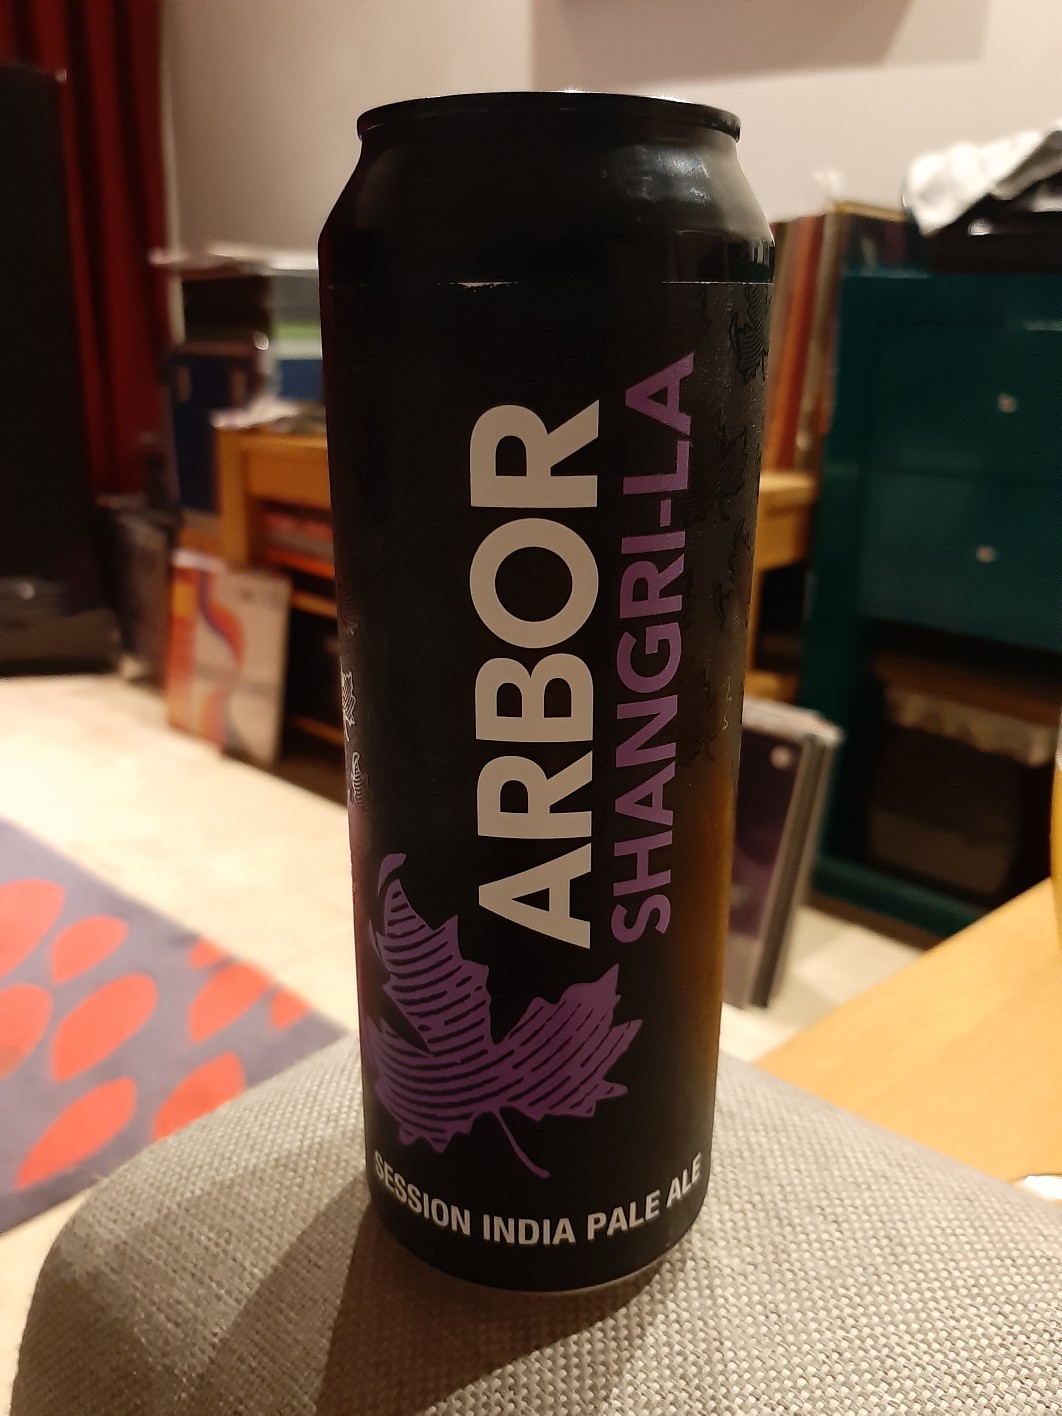 ARBOR
SHANGRI-LA
SESSION INDIA PALE ALE